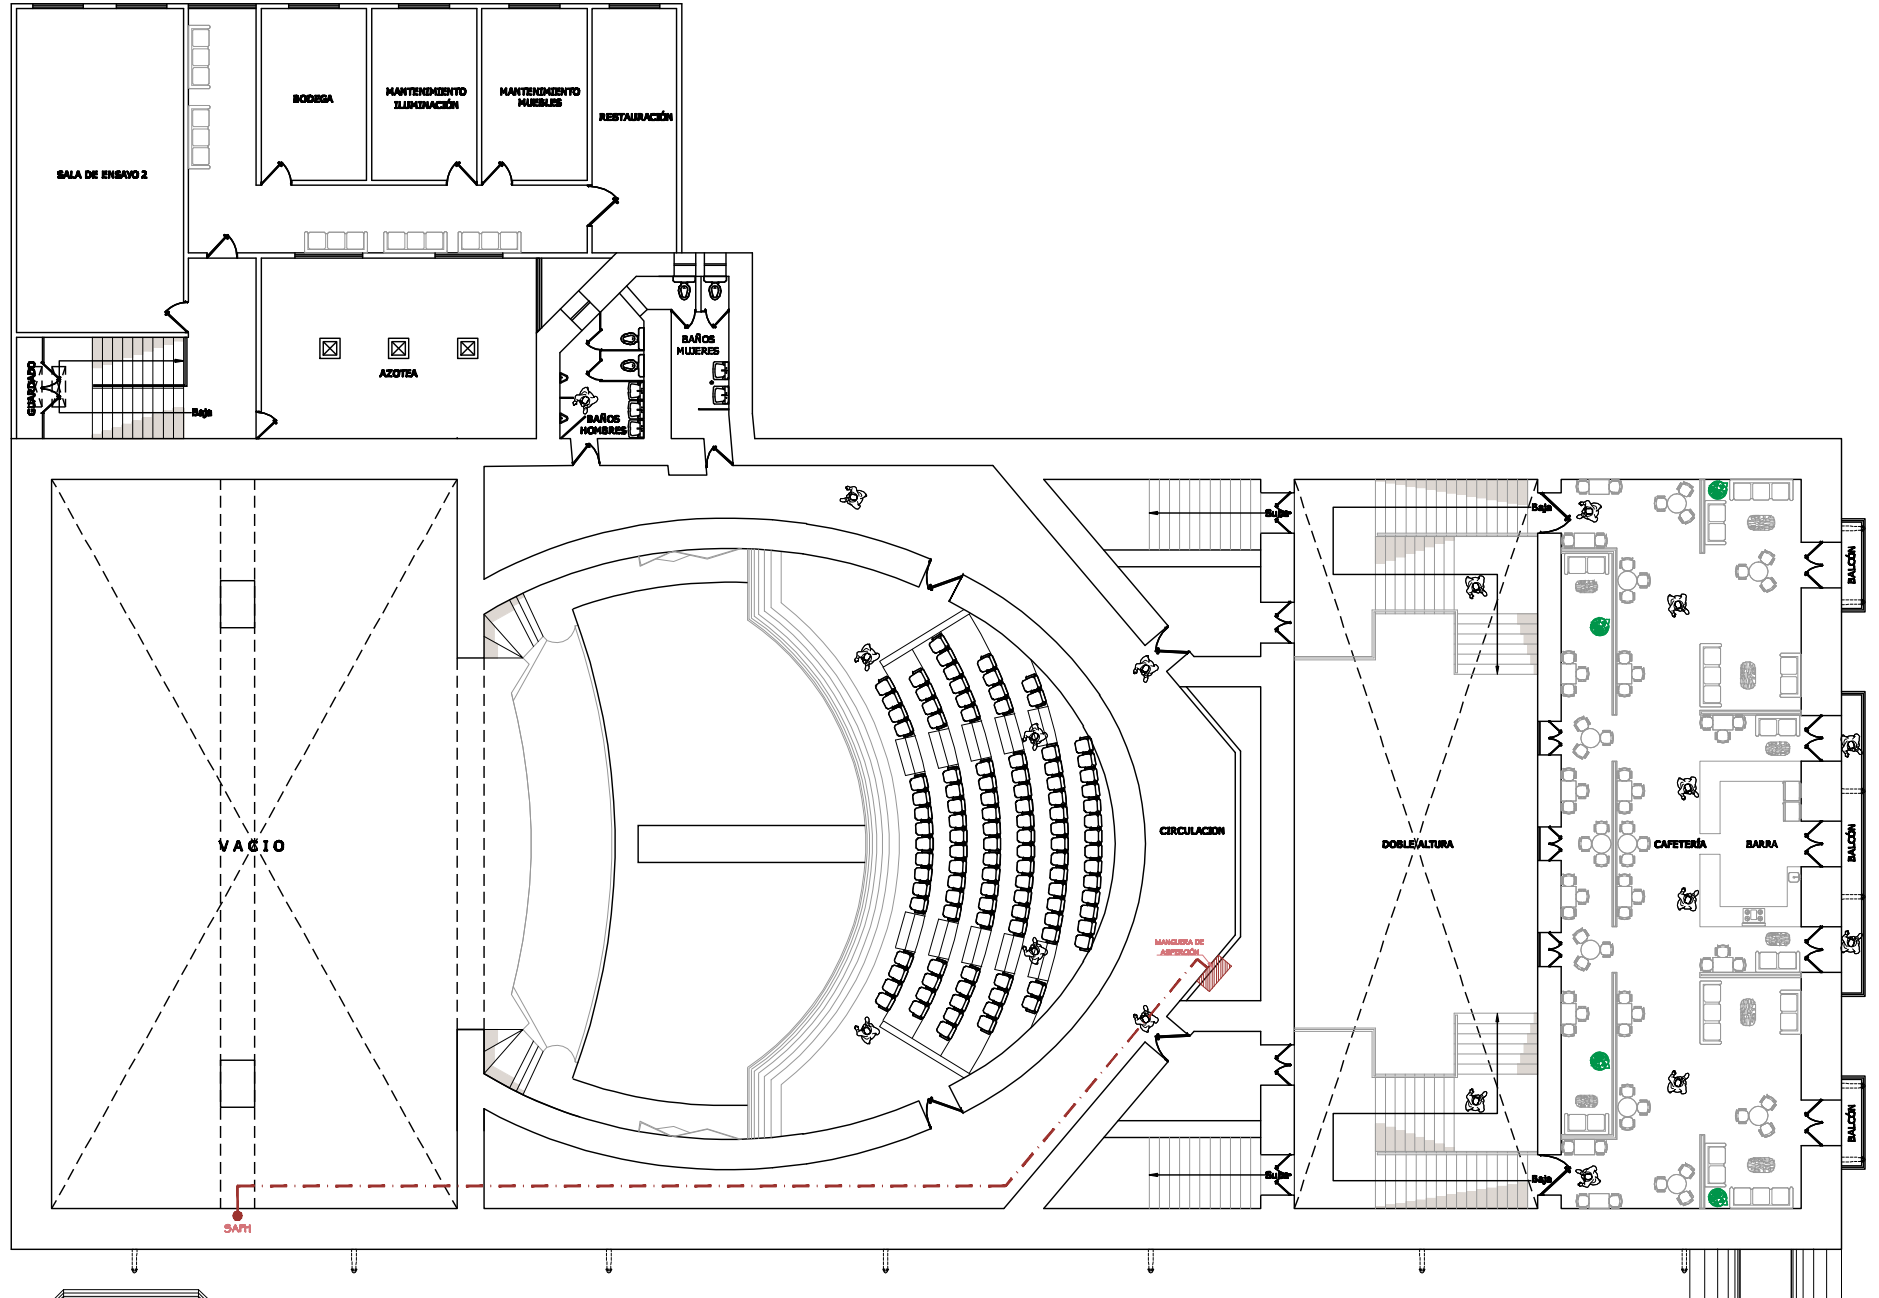 BODEGA
MANTENIMIENTO
ILUMINACIÓN
MANTENIMIENTO
MUEBLES
RESTAURACIÓN
SALA DE ENSAYO 2
GUARDADO
Baja
AZOTEA
BAÑOS
MUJERES
BAÑOS
HOMBRES
Sube
Baja
BALCÓN
VACIO
CIRCULACION
DOBLE ALTURA
CAFETERÍA
BARRA
BALCÓN
MANGUERA DE
ASPERCIÓN
BALCÓN
Sube
Baja
SAFH